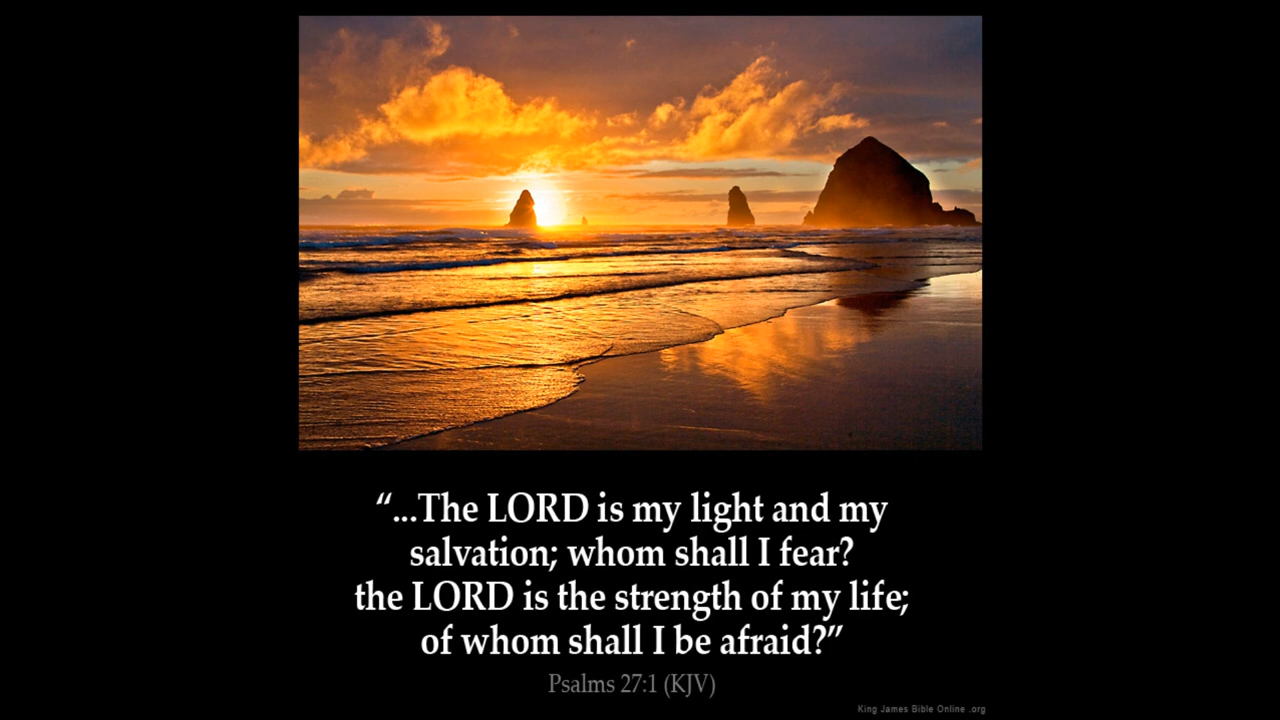 “...The LORD is my light and my
salvation; whom shall I fear?
the LORD is the strength of my life;
of whom shall I be afraid?”
Psalms 27:1 (KJV)
King James Bible Online .org